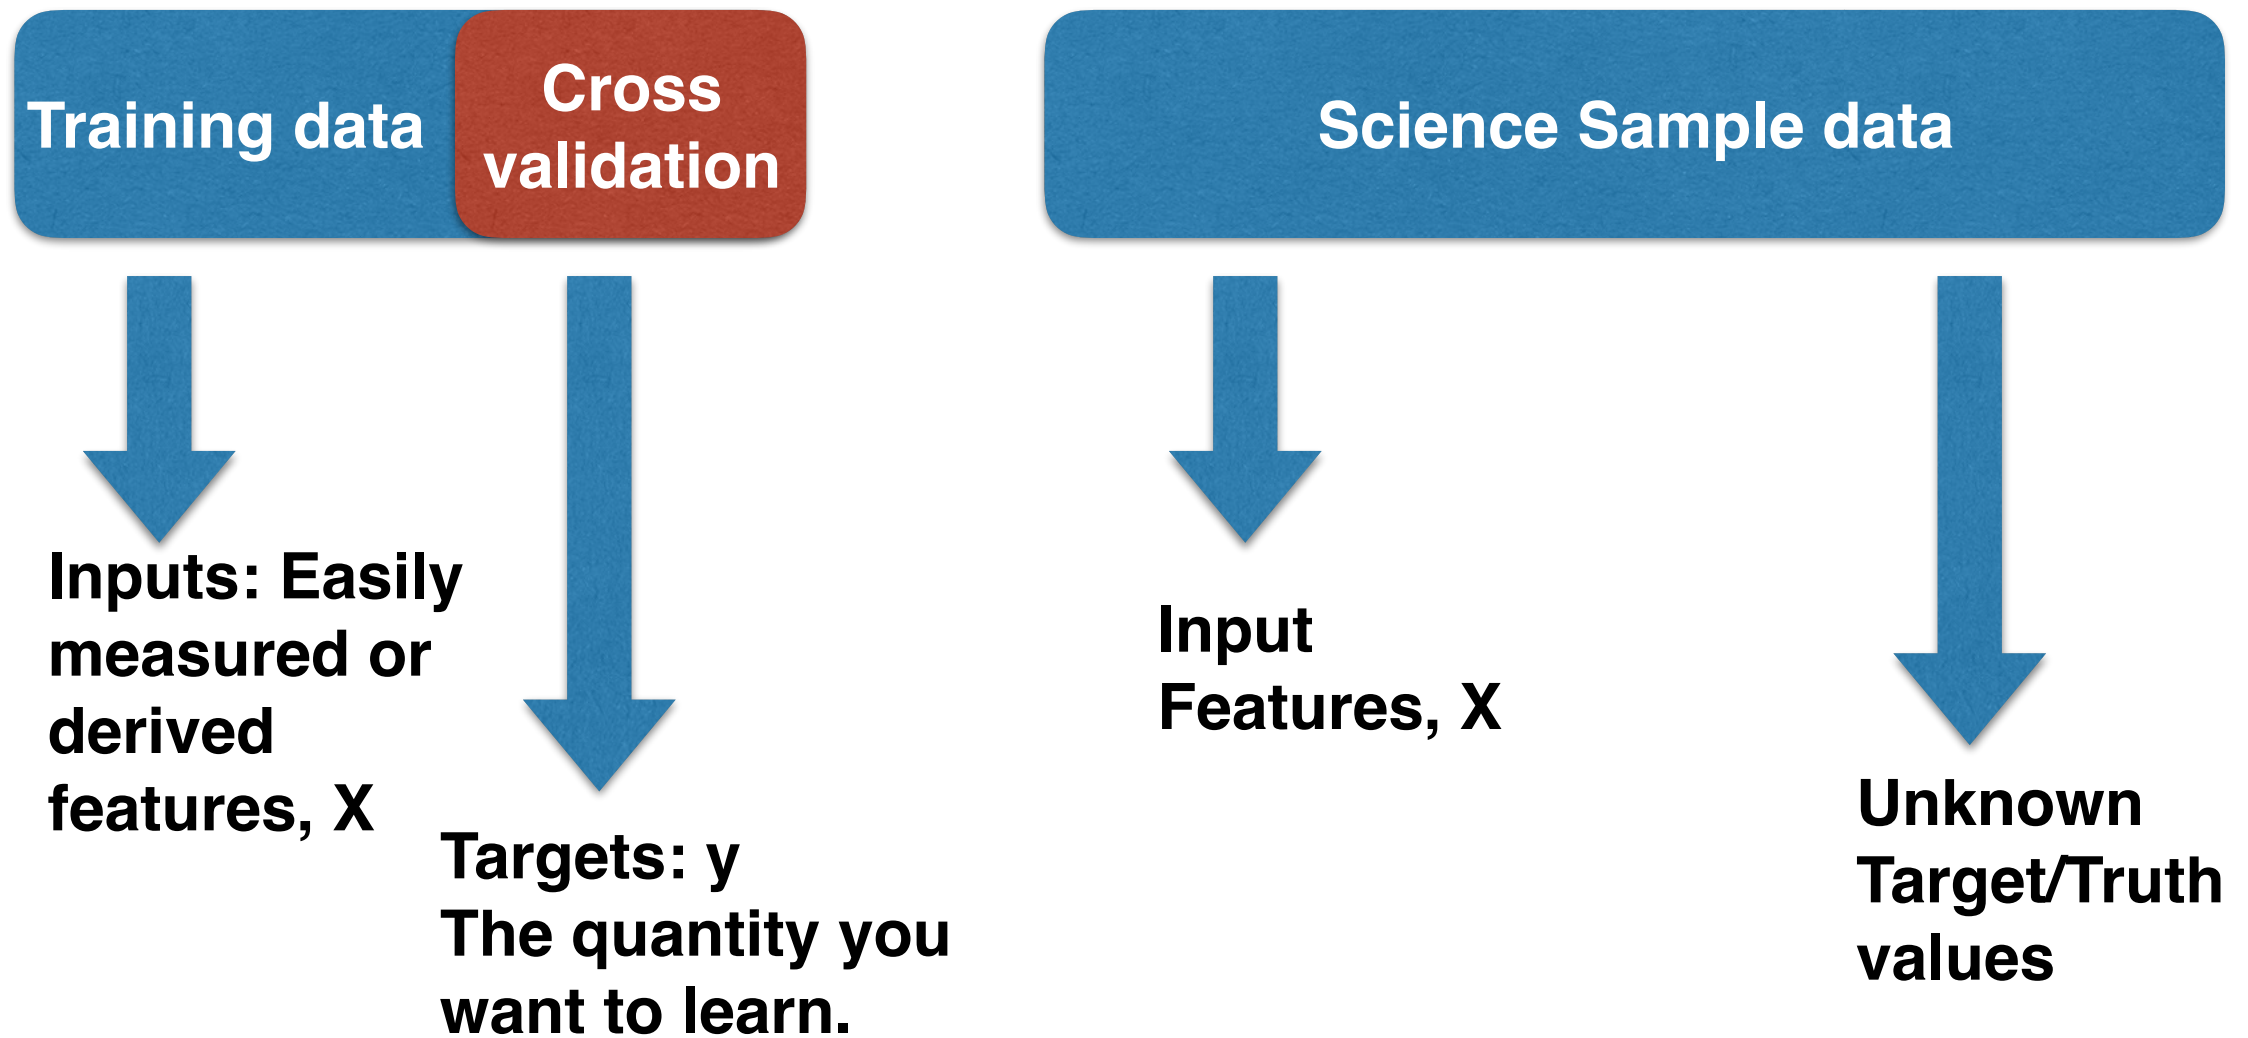 Training data
Cross
validation
Science Sample data
Inputs: Easily
measured or
derived
features, X
Targets: y
The quantity you
want to learn.
Input
Features, X
Unknown
Target/Truth
values